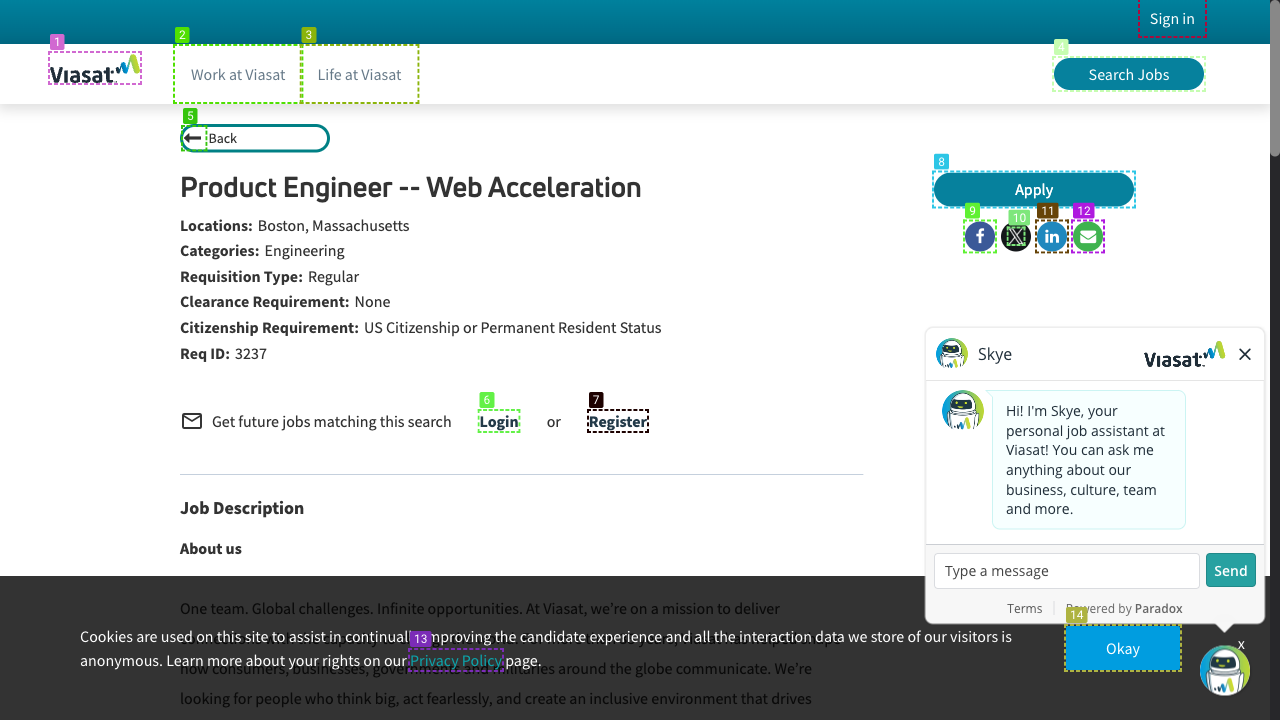 Sign in
1
2
3
4
Viasat
Work at Viasat
Life at Viasat
Search Jobs
5
Back
8
Product Engineer -- Web Acceleration
Apply
9
10
11
12
Locations: Boston, Massachusetts
Categories: Engineering
Requisition Type: Regular
Clearance Requirement: None
Citizenship Requirement: US Citizenship or Permanent Resident Status
Req ID: 3237
6
7
Get future jobs matching this search
Login
or
Register
Job Description
About us
Skye
Viasat
Hi! I'm Skye, your
personal job assistant at
Viasat! You can ask me
anything about our
business, culture, team
and more.
Type a message
Send
Terms
Powered by Paradox
One team. Global challenges. Infinite opportunities. At Viasat, we're on a mission to deliver
13
14
Cookies are used on this site to assist in continually improving the candidate experience and all the interaction data we store of our visitors is
anonymous. Learn more about your rights on our Privacy Policy page.
Okay
x
how consumers, businesses, governments and militaries around the globe communicate. We're
looking for people who think big, act fearlessly, and create an inclusive environment that drives